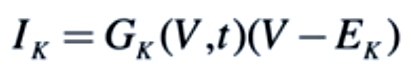 I_K = G_K(V,t)(V − E_K)